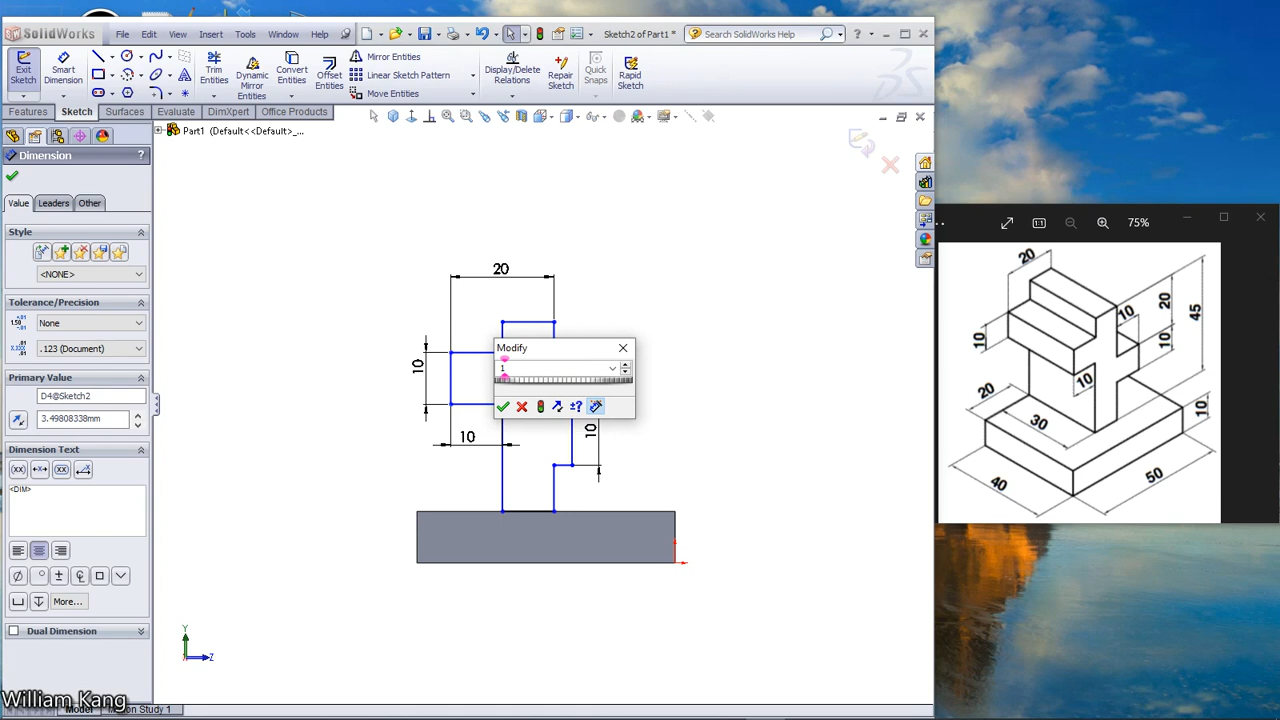 SolidWorks File Edit View Insert Tools Window Help Sketch2 of Part1 * Search SolidWorks Help
Exit Sketch
Smart Dimension
Trim Entities
Dynamic Mirror Entities
Convert Entities
Offset Entities
Mirror Entities
Linear Sketch Pattern
Move Entities
Display/Delete Relations
Repair Sketch
Quick Snaps
Rapid Sketch
Features Sketch Surfaces Evaluate DimXpert Office Products
Part1 (Default<<Default>_...
Dimension ?
Value Leaders Other
Style
<NONE>
Tolerance/Precision
None
.123 (Document)
Primary Value
D4@Sketch2
3.49808338mm
Dimension Text
(xx) xx
<DIM>
More...
Dual Dimension
20
10
10
10
Modify
1
±?
Y
Z
75%
20
10
20
45
10
10
10
20
30
10
40
50
William Kang
Model Motion Study 1